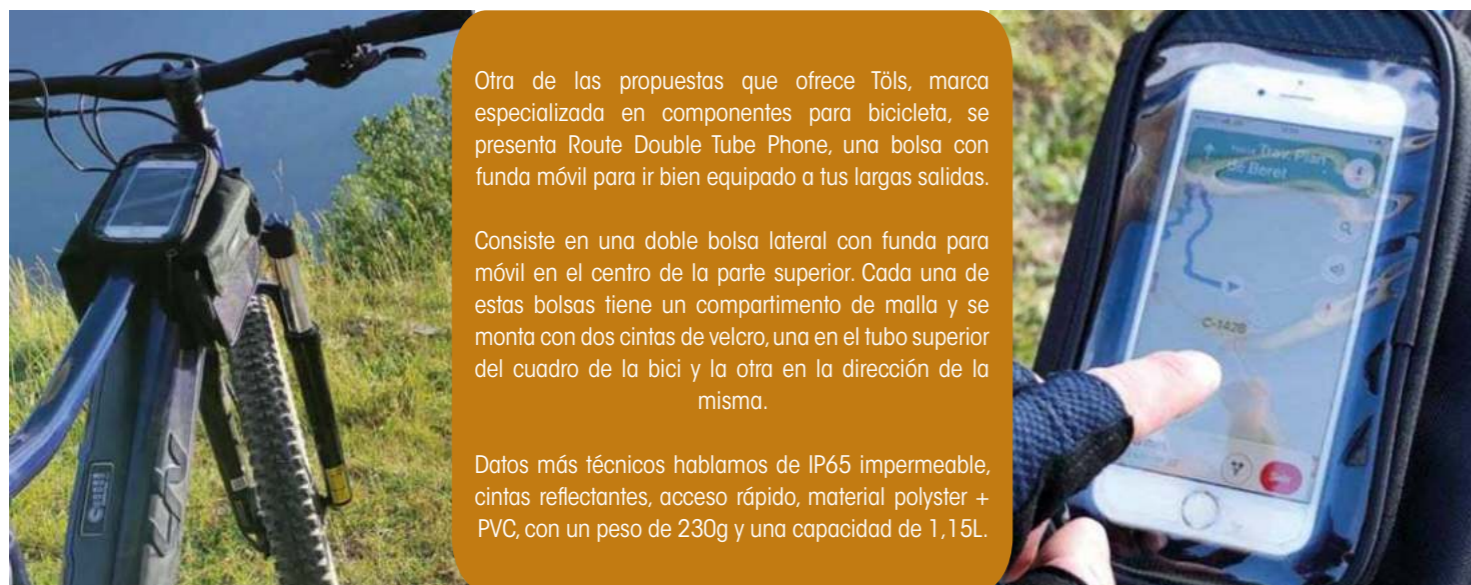 Otra de las propuestas que ofrece Töls, marca
especializada en componentes para bicicleta, se
presenta Route Double Tube Phone, una bolsa con
funda móvil para ir bien equipado a tus largas salidas.
Consiste en una doble bolsa lateral con funda para
móvil en el centro de la parte superior. Cada una de
estas bolsas tiene un compartimento de malla y se
monta con dos cintas de velcro, una en el tubo superior
del cuadro de la bici y la otra en la dirección de la
misma.
Datos más técnicos hablamos de IP65 impermeable,
cintas reflectantes, acceso rápido, material polyster +
PVC, con un peso de 230g y una capacidad de 1,15L.
de Beret
C-142B